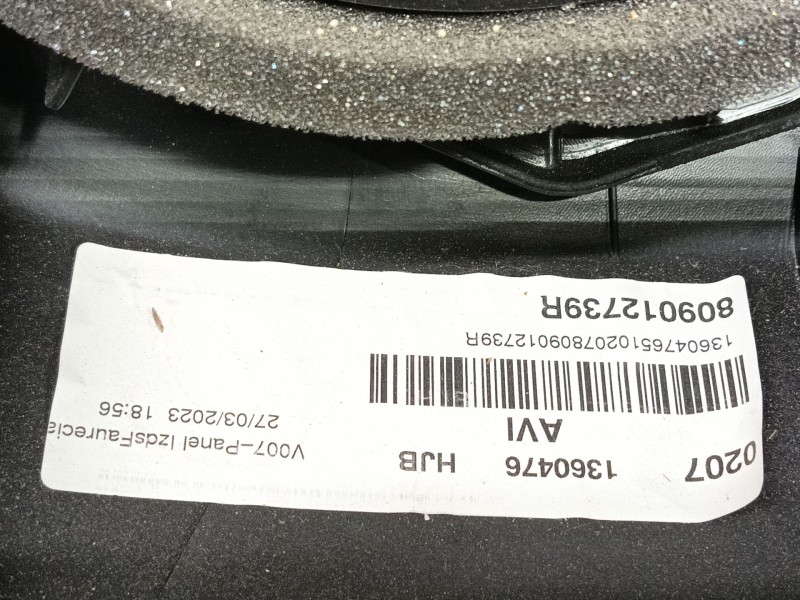 0207
1360476 HJB
AVI
1360476510207809012739R
809012739R
V007-Panel IzdsFaurecia
27/03/2023 18:56